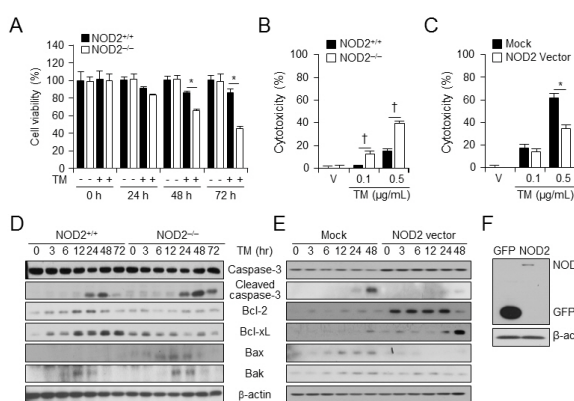 A
NOD2+/+
NOD2−/−
Cell viability (%)
140
120
100
80
60
40
20
0
*
*
TM
- - + +
- - + +
- - + +
- - + +
0 h
24 h
48 h
72 h
B
NOD2+/+
NOD2−/−
Cytotoxicity (%)
100
80
60
40
20
0
†
†
V
0.1
0.5
TM (µg/mL)
C
Mock
NOD2 Vector
Cytotoxicity (%)
100
80
60
40
20
0
*
V
0.1
0.5
TM (µg/mL)
D
NOD2+/+
NOD2−/−
0 3 6 12 24 48 72 0 3 6 12 24 48 72 TM (hr)
Caspase-3
Cleaved
caspase-3
Bcl-2
Bcl-xL
Bax
Bak
β-actin
E
Mock
NOD2 vector
0 3 6 12 24 48 0 3 6 12 24 48
F
GFP NOD2
NOD
GFP
β-ac